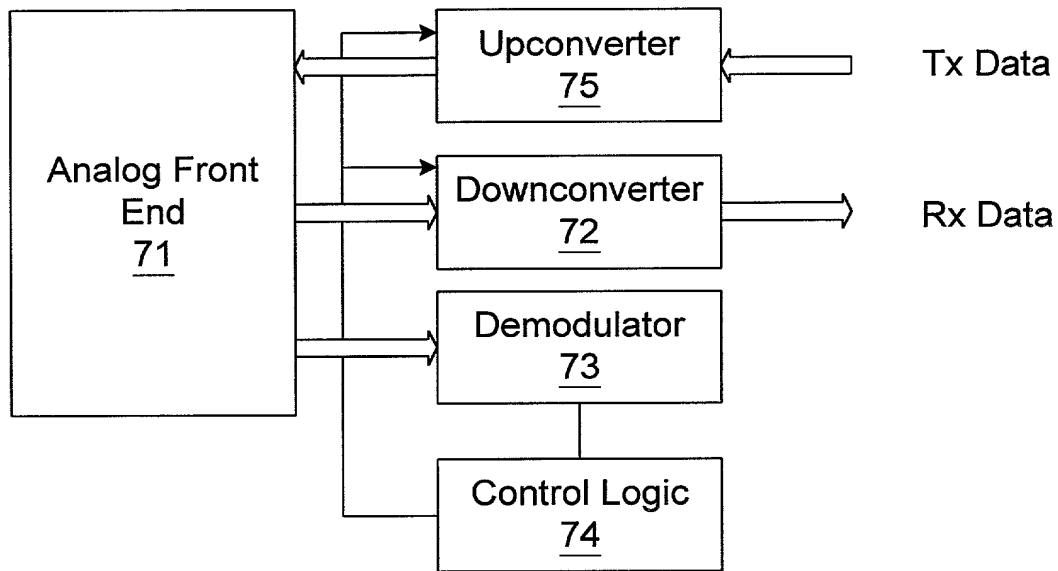 Analog Front
End
71
Upconverter
75
Tx Data
Downconverter
72
Rx Data
Demodulator
73
Control Logic
74